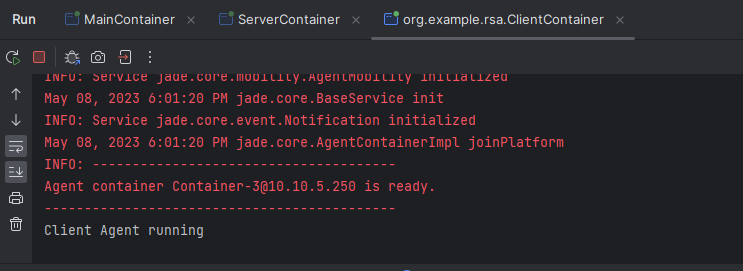 Run MainContainer ServerContainer org.example.rsa.ClientContainer
INFO: Service jade.core.mobility.AgentMobility initialized
May 08, 2023 6:01:20 PM jade.core.BaseService init
INFO: Service jade.core.event.Notification initialized
May 08, 2023 6:01:20 PM jade.core.AgentContainerImpl joinPlatform
INFO: --------------------------------------
Agent container Container-3@10.10.5.250 is ready.
--------------------------------------------
Client Agent running